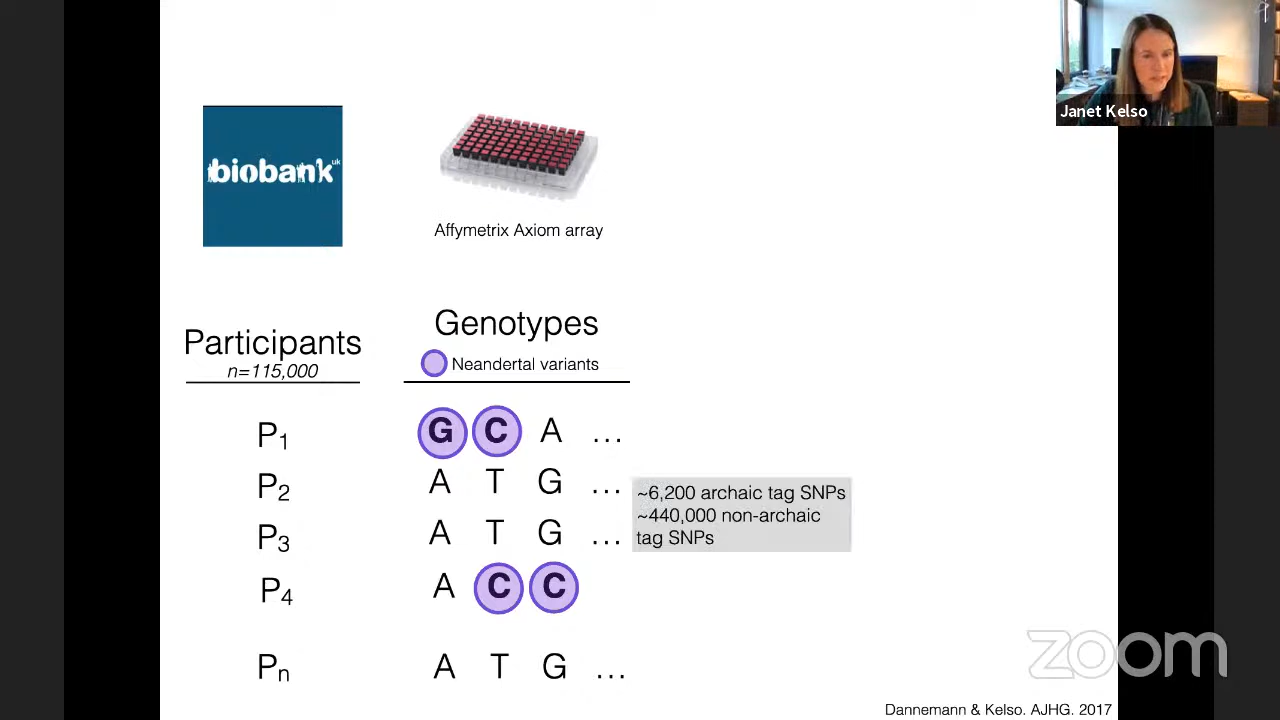 Janet Kelso
biobank uk
Affymetrix Axiom array
Participants
n=115,000
Genotypes
Neandertal variants
P1 G C A ...
P2 A T G ...
P3 A T G ...
~6,200 archaic tag SNPs
~440,000 non-archaic
tag SNPs
P4 A C C
Pn A T G ...
zoom
Dannemann & Kelso. AJHG. 2017